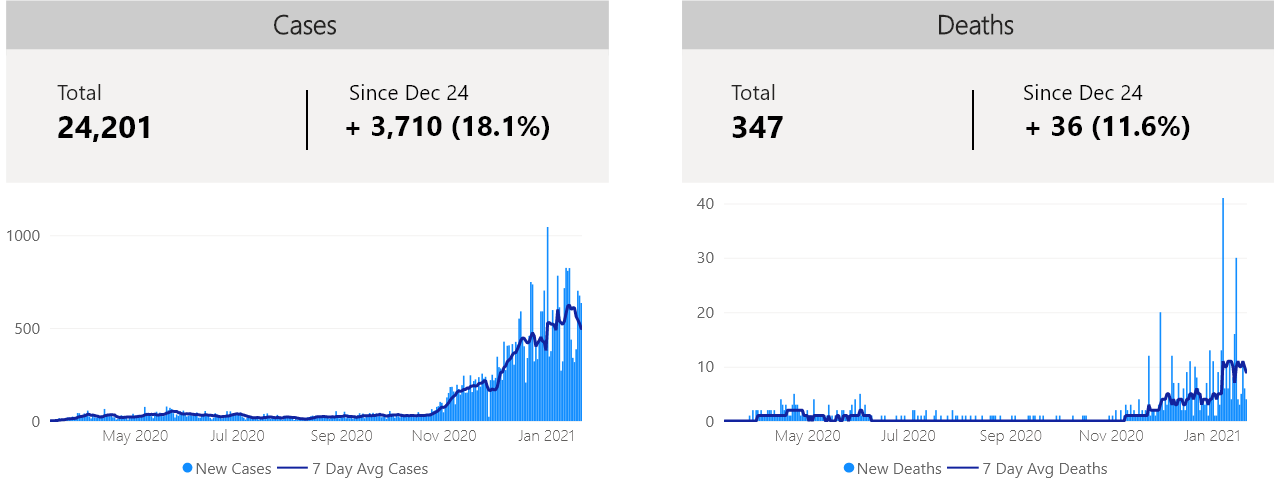 Cases
Total
24,201
Since Dec 24
+ 3,710 (18.1%)
1000
500
0
May 2020 Jul 2020 Sep 2020 Nov 2020 Jan 2021
New Cases 7 Day Avg Cases
Deaths
Total
347
Since Dec 24
+ 36 (11.6%)
40
30
20
10
0
May 2020 Jul 2020 Sep 2020 Nov 2020 Jan 2021
New Deaths 7 Day Avg Deaths